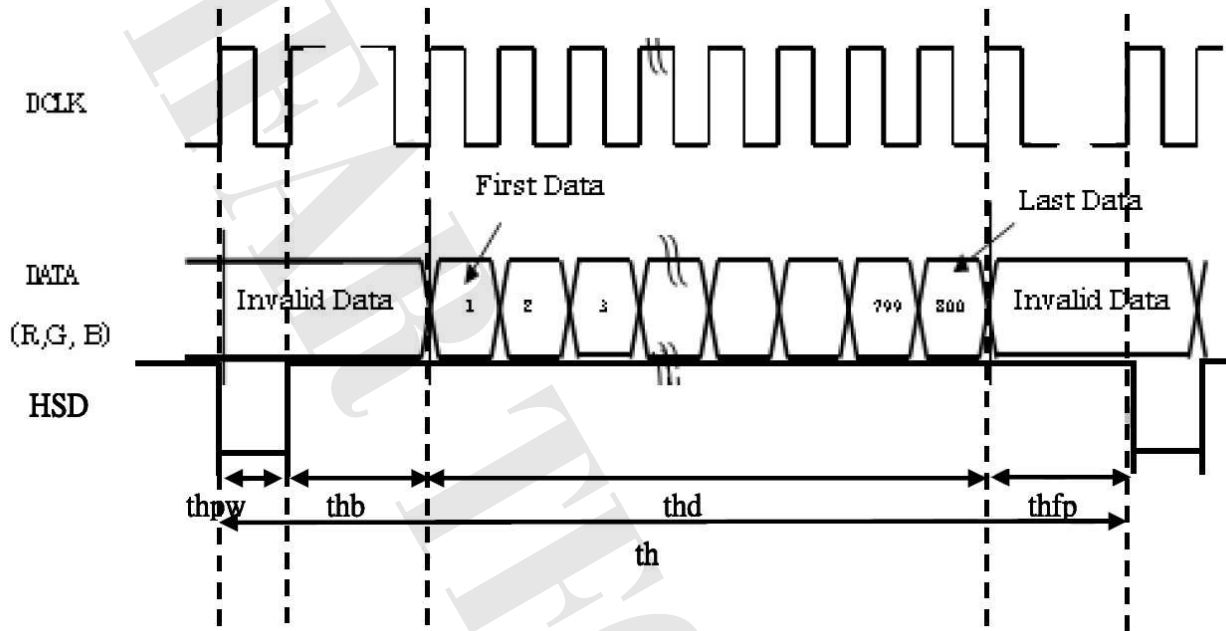 DCLK
First Data
Last Data
DATA
(R,G, B)
Invalid Data
1
2
3
799
800
Invalid Data
HSD
thpw
thb
thd
thfp
th